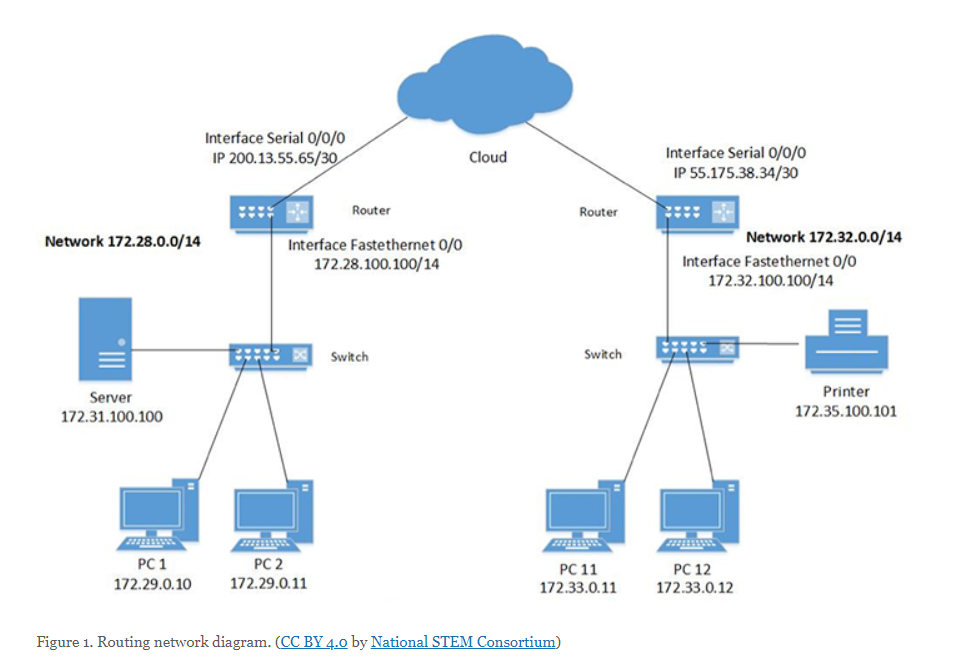 Interface Serial 0/0/0
IP 200.13.55.65/30
Cloud
Interface Serial 0/0/0
IP 55.175.38.34/30
Router
Router
Network 172.28.0.0/14
Interface Fastethernet 0/0
172.28.100.100/14
Network 172.32.0.0/14
Interface Fastethernet 0/0
172.32.100.100/14
Switch
Switch
Server
172.31.100.100
Printer
172.35.100.101
PC 1
172.29.0.10
PC 2
172.29.0.11
PC 11
172.33.0.11
PC 12
172.33.0.12
Figure 1. Routing network diagram. (CC BY 4.0 by National STEM Consortium)